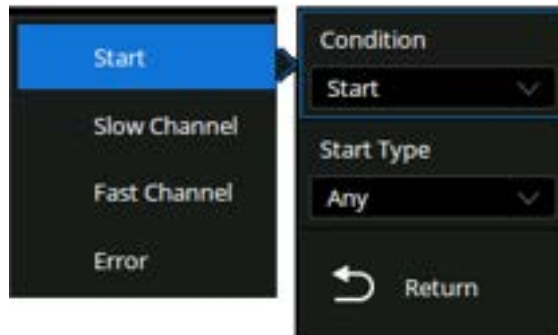 Start
Slow Channel
Fast Channel
Error
Condition
Start
Start Type
Any
Return